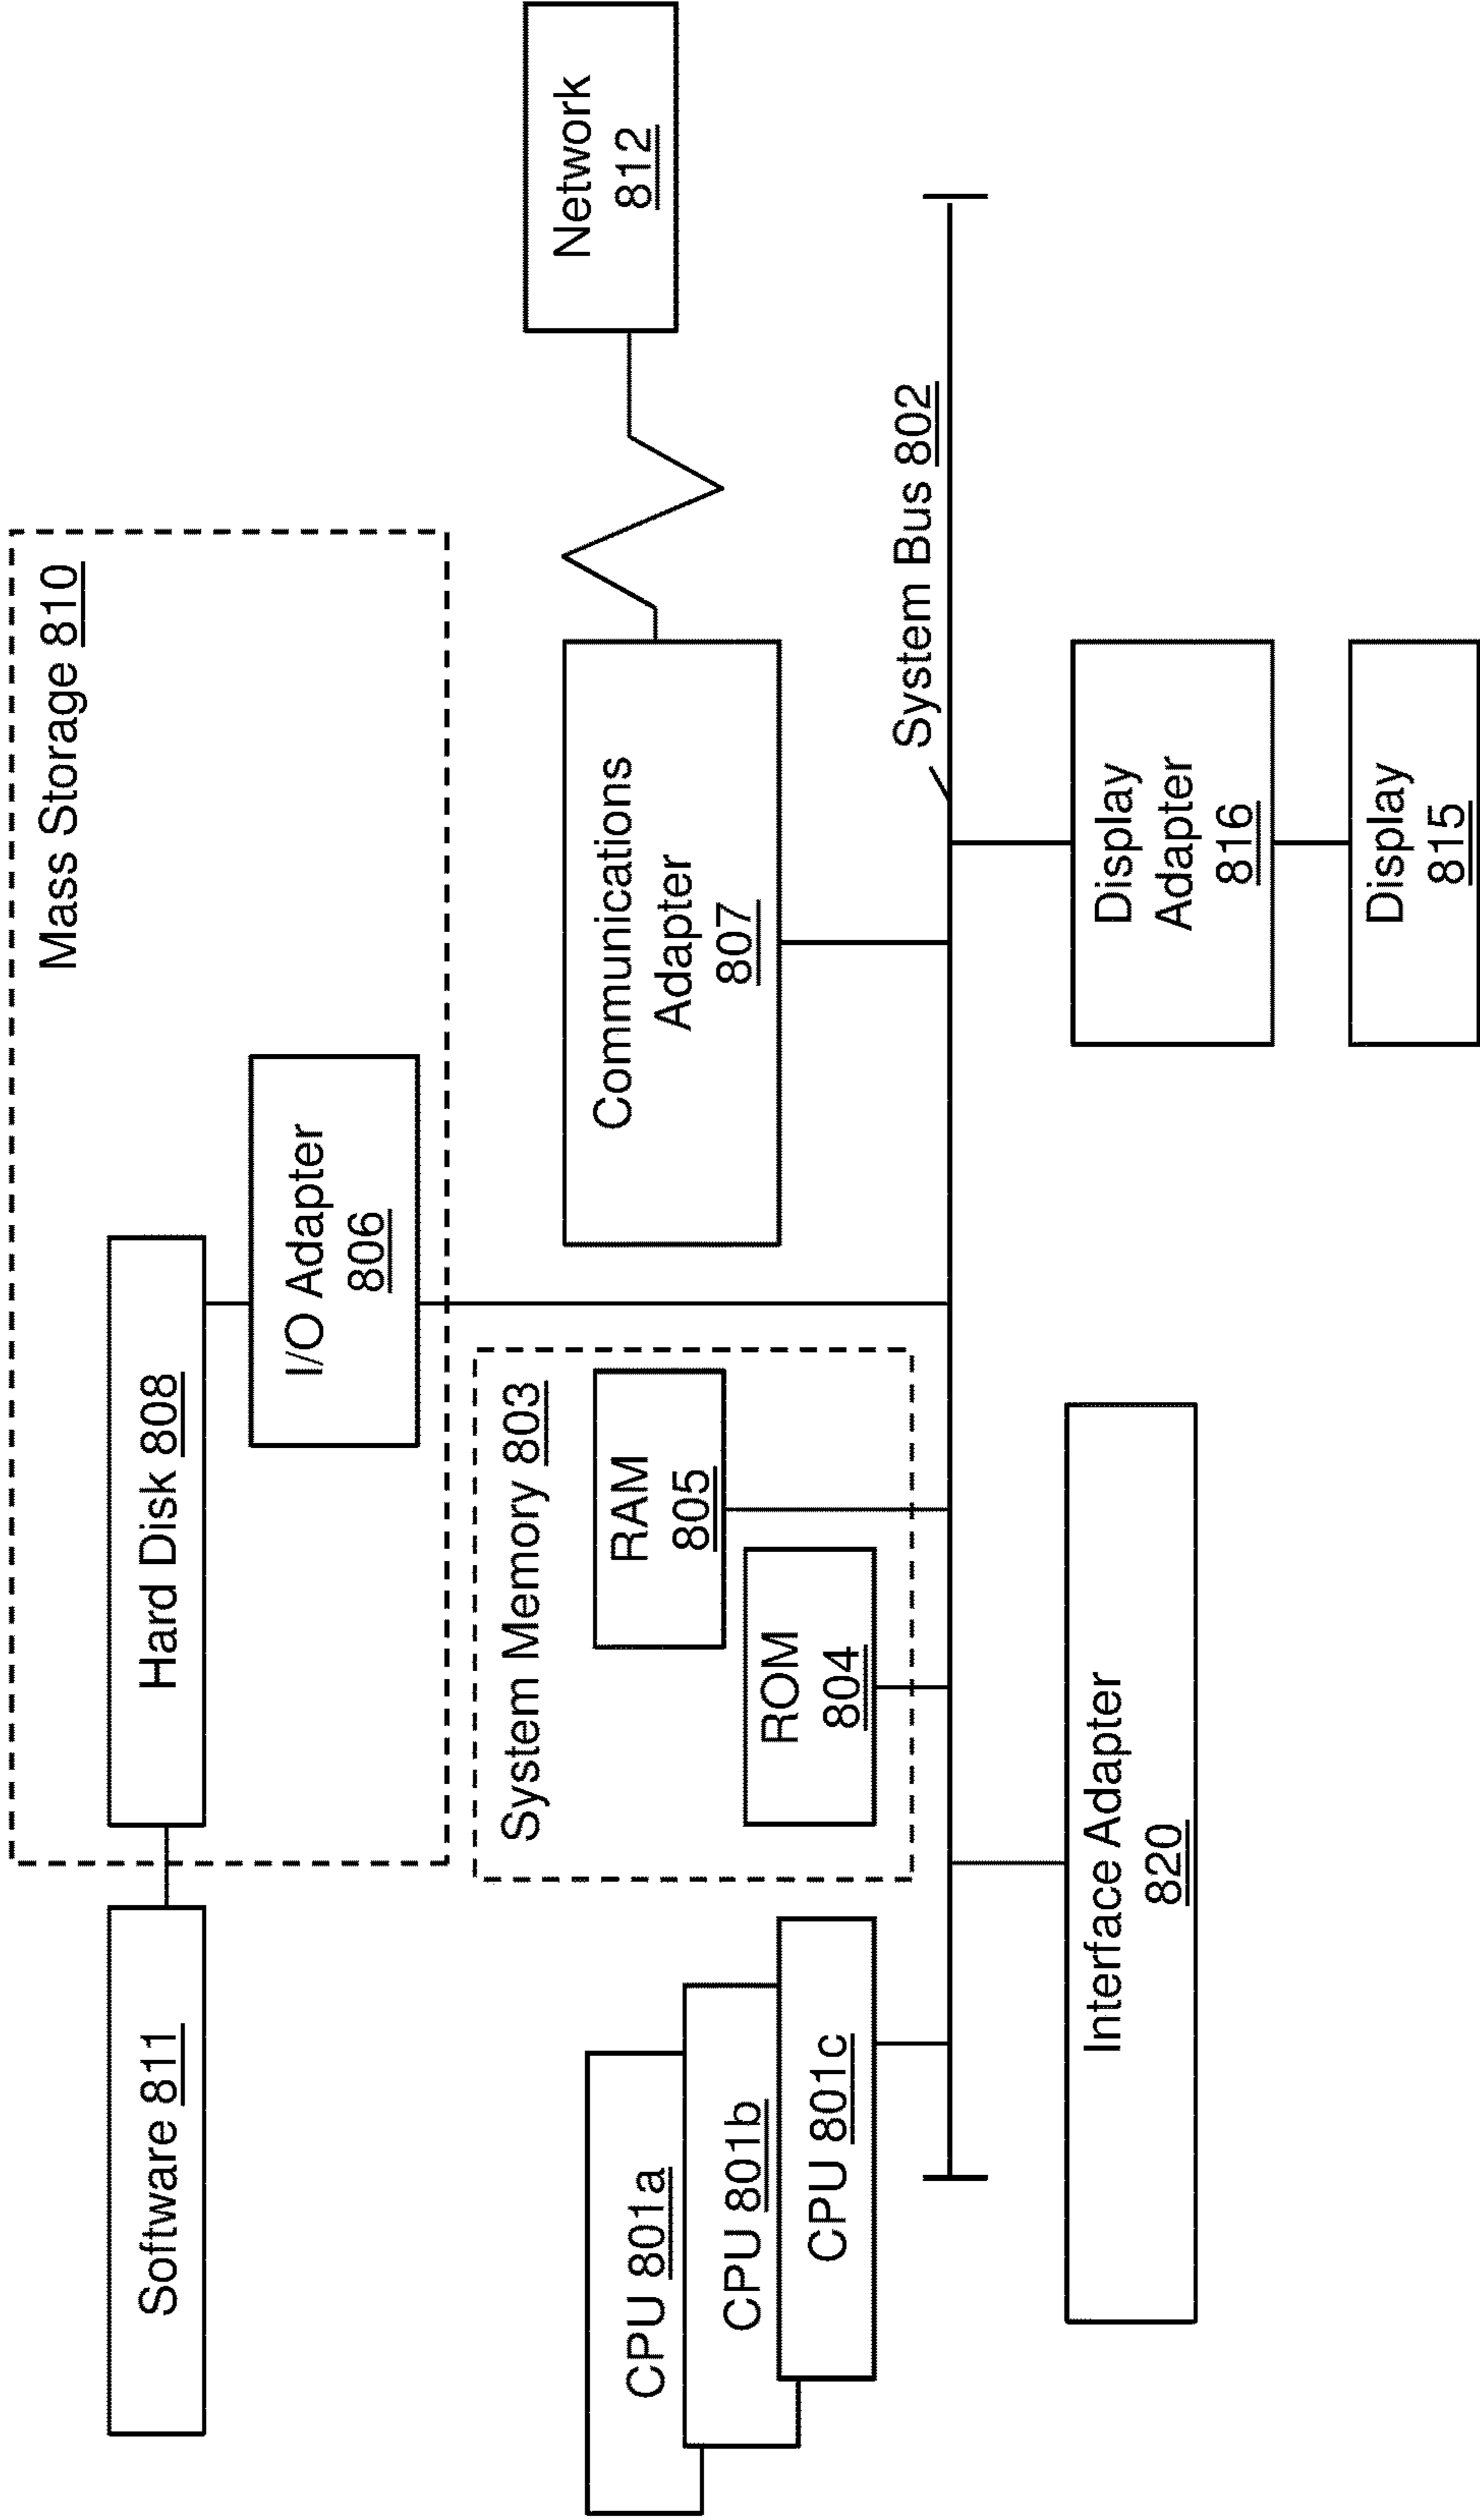 Mass Storage 810
Software 811
Hard Disk 808
I/O Adapter
806
System Memory 803
Network
812
CPU 801a
CPU 801b
CPU 801c
RAM
805
ROM
804
Communications
Adapter
807
System Bus 802
Interface Adapter
820
Display
Adapter
816
Display
815